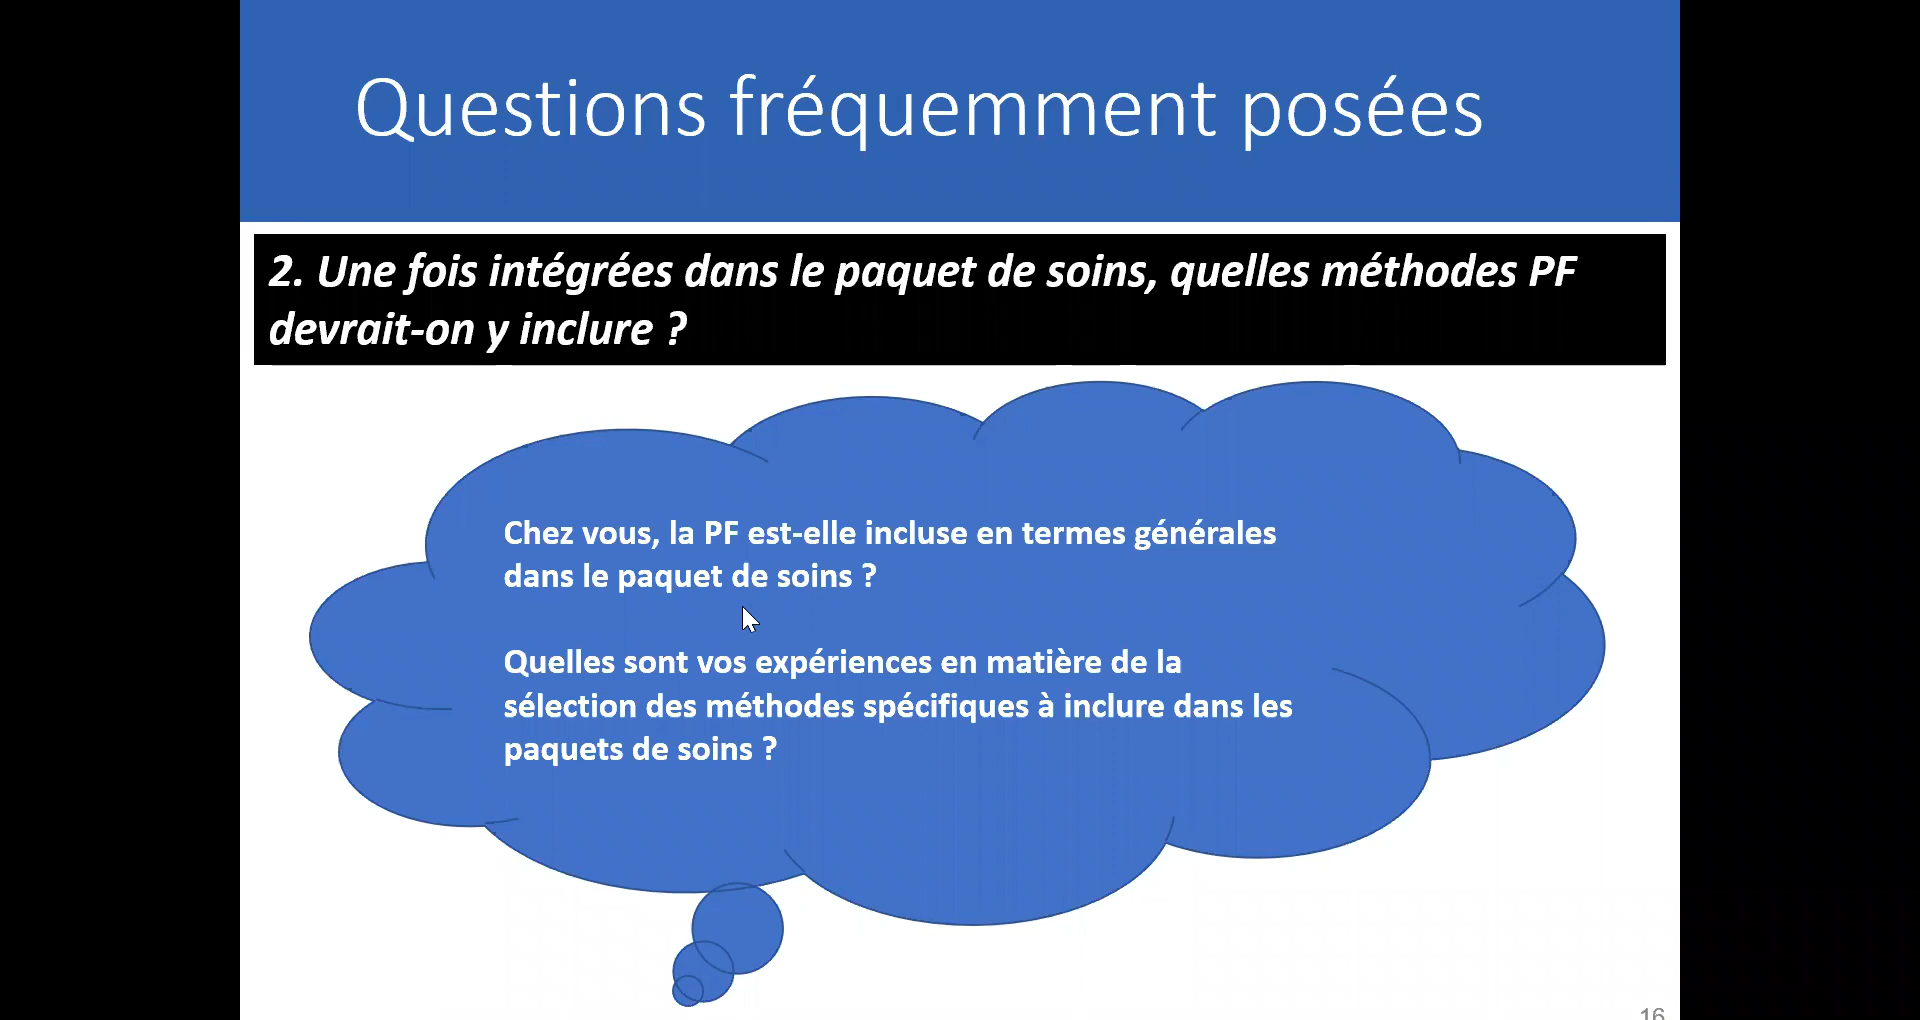 Questions fréquemment posées
2. Une fois intégrées dans le paquet de soins, quelles méthodes PF
devrait-on y inclure ?
Chez vous, la PF est-elle incluse en termes générales
dans le paquet de soins ?
Quelles sont vos expériences en matière de la
sélection des méthodes spécifiques à inclure dans les
paquets de soins ?
16